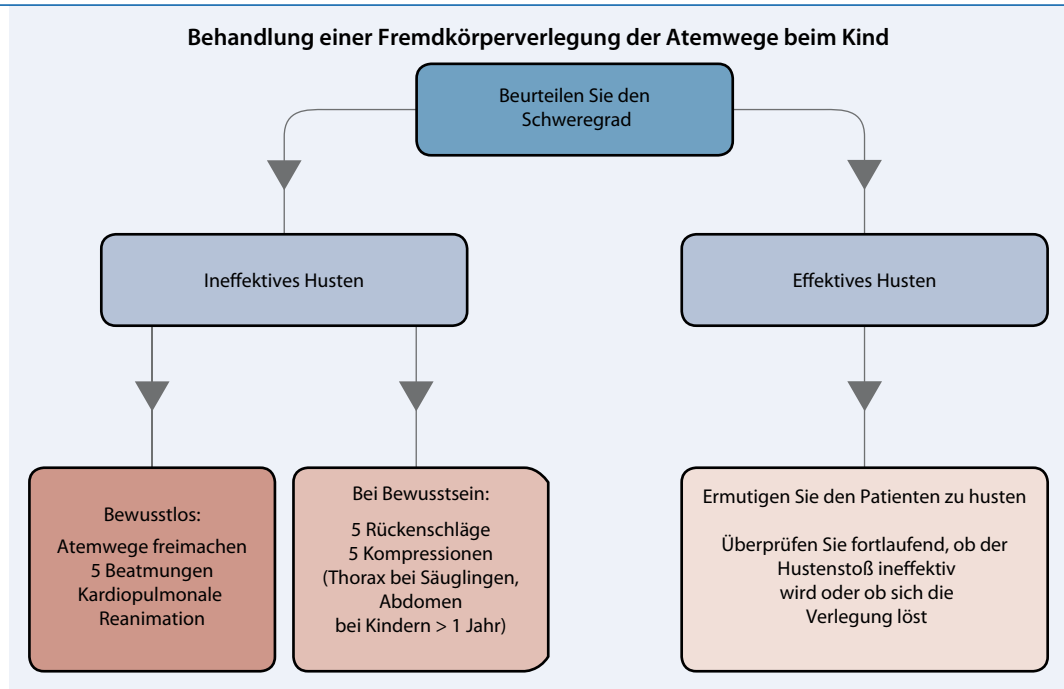 Behandlung einer Fremdkörperverlegung der Atemwege beim Kind
Beurteilen Sie den
Schweregrad
Ineffektives Husten
Effektives Husten
Bewusstlos:
Atemwege freimachen
5 Beatmungen
Kardiopulmonale
Reanimation
Bei Bewusstsein:
5 Rückenschläge
5 Kompressionen
(Thorax bei Säuglingen,
Abdomen
bei Kindern > 1 Jahr)
Ermutigen Sie den Patienten zu husten
Überprüfen Sie fortlaufend, ob der
Hustenstoß ineffektiv
wird oder ob sich die
Verlegung löst